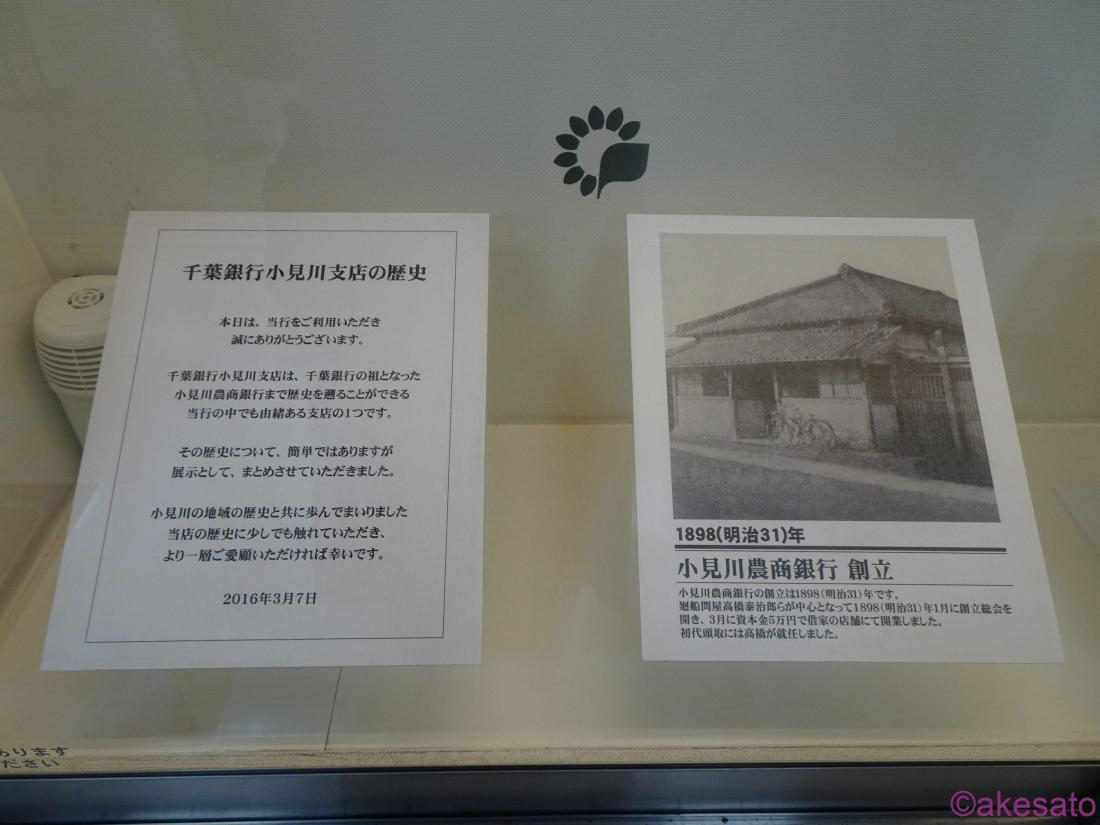 千葉銀行小見川支店の歴史
本日は、当行をご利用いただき
誠にありがとうございます。
千葉銀行小見川支店は、千葉銀行の祖となった
小見川農商銀行まで歴史を遡ることができる
当行の中でも由緒ある支店の1つです。
その歴史について、簡単ではありますが
展示として、まとめさせていただきました。
小見川の地域の歴史と共に歩んでまいりました
当店の歴史に少しでも触れていただき、
より一層ご愛顧いただければ幸いです。
2016年3月7日
1898(明治31)年
小見川農商銀行 創立
小見川農商銀行の創立は1898(明治31)年です。
廻船問屋高橋泰治郎らが中心となって1898(明治31)年1月に創立総会を
開き、3月に資本金5万円で借家の店舗にて開業しました。
初代頭取には高橋が就任しました。
あります
ださい
©akesato